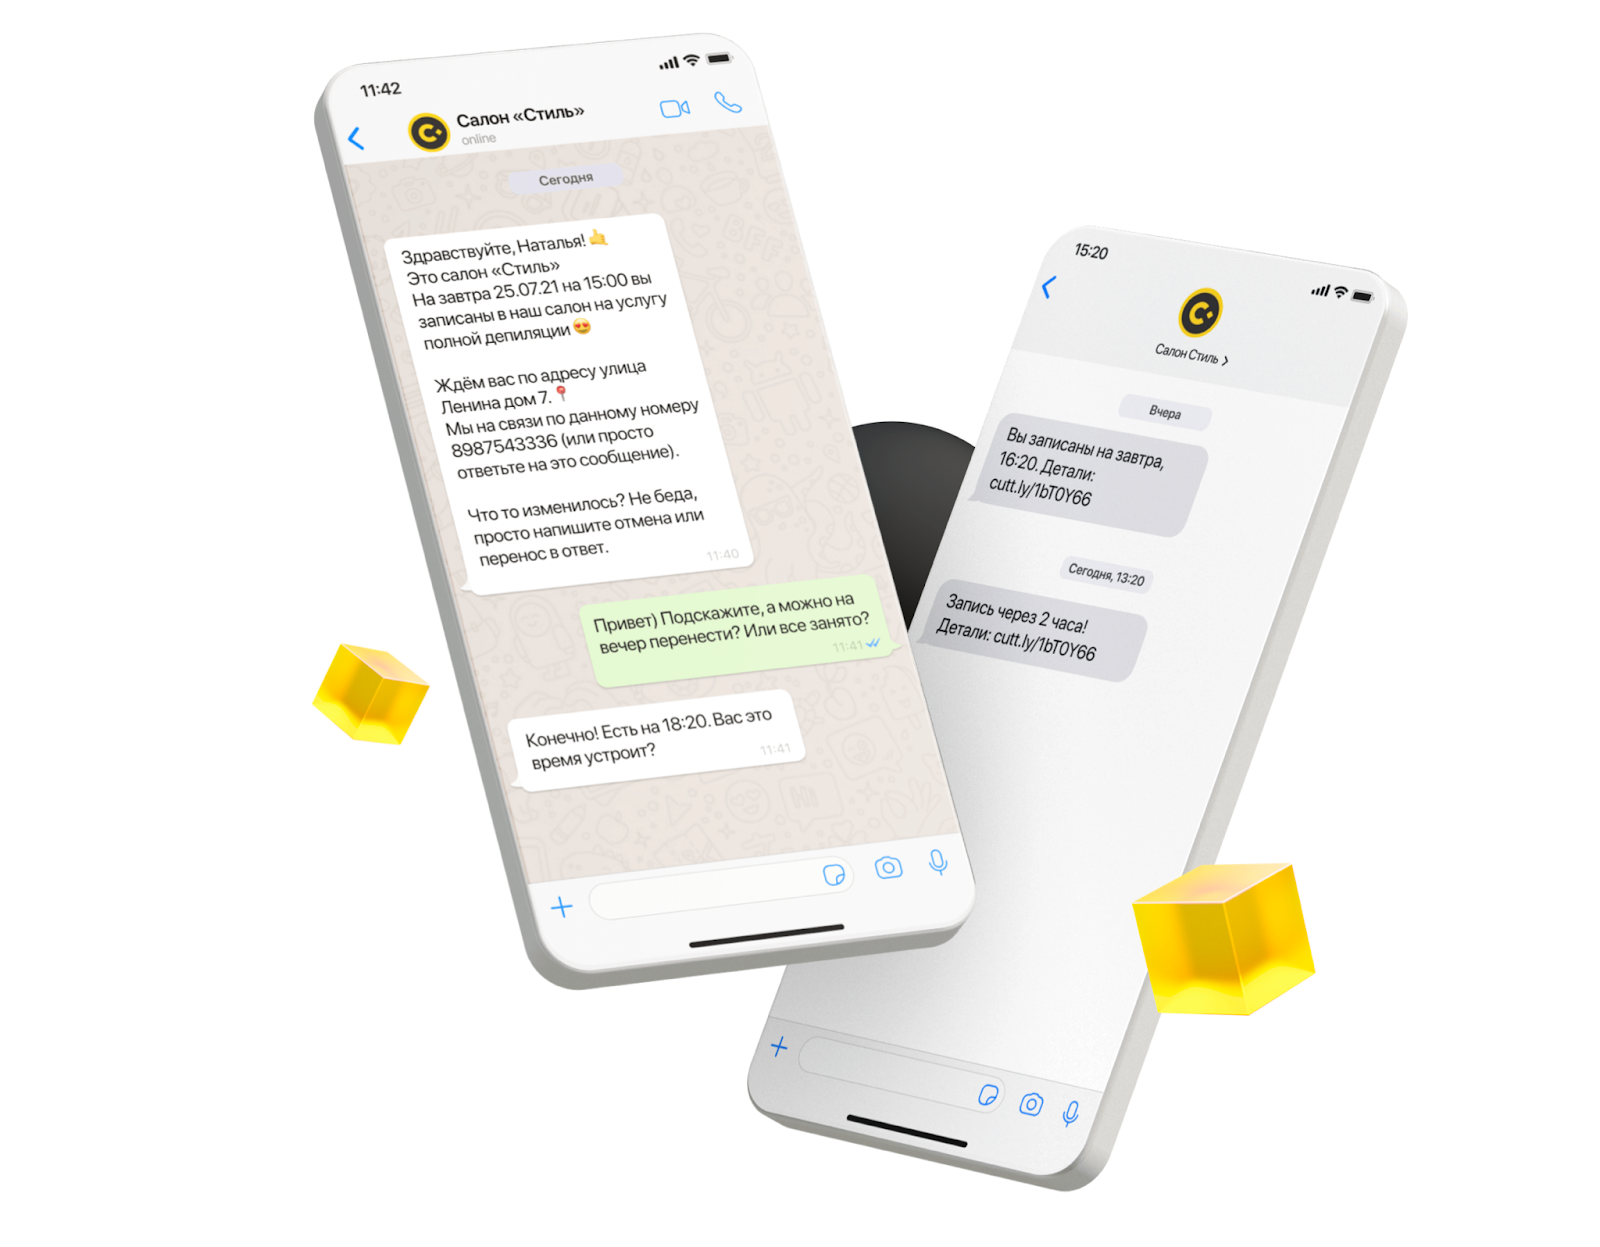 11:42
Салон «Стиль»
online
Сегодня
Здравствуйте, Наталья! 🤙
Это салон «Стиль»
На завтра 25.07.21 на 15:00 вы
записаны в наш салон на услугу
полной депиляции 😍
Ждём вас по адресу улица
Ленина дом 7. 📍
Мы на связи по данному номеру
8987543336 (или просто
ответьте на это сообщение).
Что то изменилось? Не беда,
просто напишите отмена или
перенос в ответ.
11:40
Привет) Подскажите, а можно на
вечер перенести? Или все занято?
11:41
Конечно! Есть на 18:20. Вас это
время устроит?
11:41
15:20
Салон Стиль
Вчера
Вы записаны на завтра,
16:20. Детали:
cutt.ly/1bT0Y66
Сегодня, 13:20
Запись через 2 часа!
Детали: cutt.ly/1bT0Y66